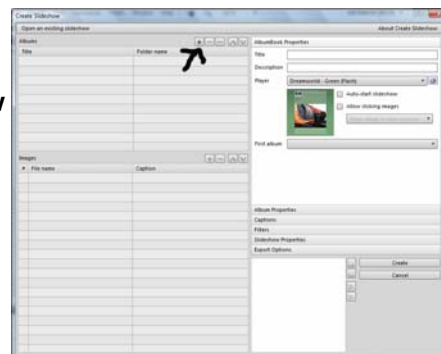 Create Slideshow
Open an existing slideshow
About Create Slideshow
Albums
Title
Folder name
Images
# File name
Caption
AlbumBook Properties
Title
Description
Player
Dreamworld - Green (Flash)
Auto-start slideshow
Allow clicking images
First album
Album Properties
Captions
Filters
Slideshow Properties
Export Options
Create
Cancel